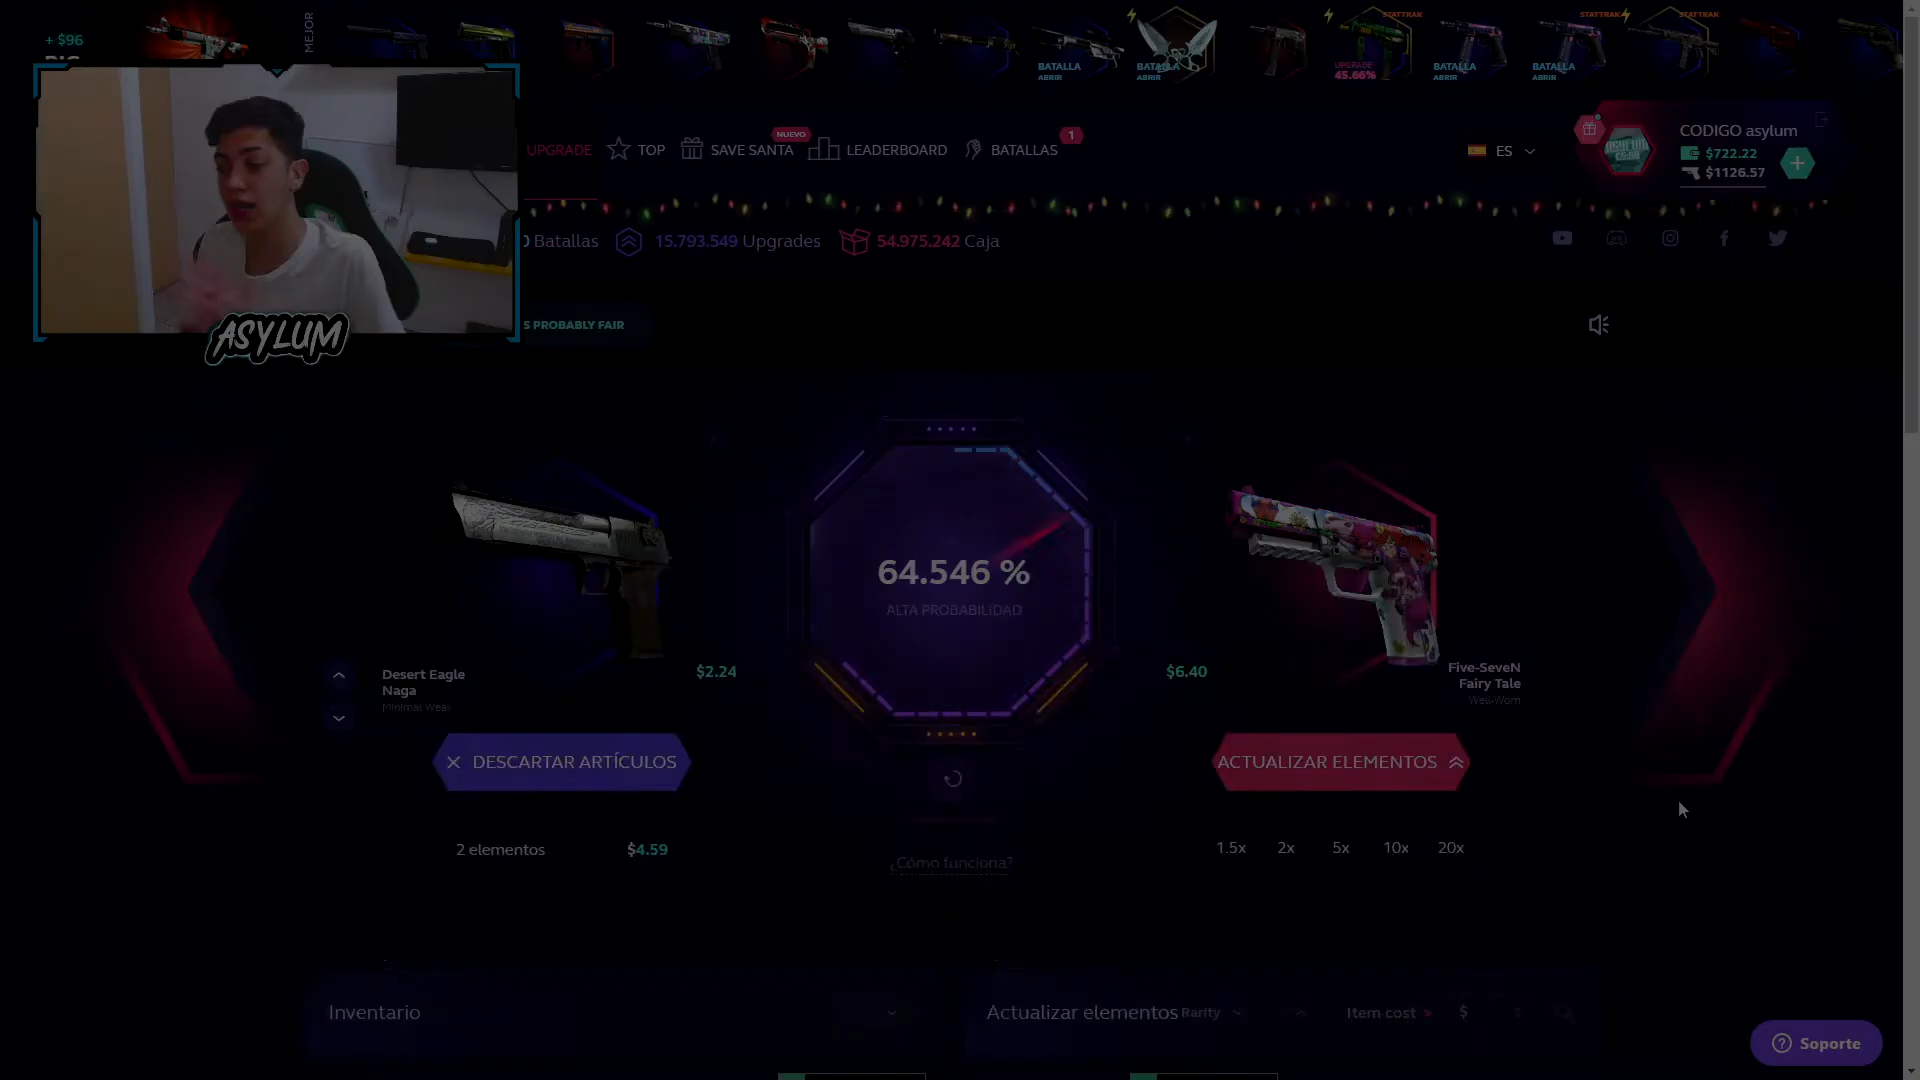 + $96
MEJOR
BATALLA
ABRIR
BATALLA
ABRIR
UPGRADE
45.66%
STATTRAK
BATALLA
ABRIR
STATTRAK
BATALLA
ABRIR
STATTRAK
UPGRADE
TOP
NUEVO
SAVE SANTA
LEADERBOARD
BATALLAS
1
ES
CODIGO asylum
$722.22
$1126.57
Batallas
15.793.549 Upgrades
54.975.242 Caja
ASYLUM
S PROBABLY FAIR
64.546 %
ALTA PROBABILIDAD
Desert Eagle
Naga
Minimal Wear
$2.24
$6.40
Five-SeveN
Fairy Tale
Well-Worn
DESCARTAR ARTÍCULOS
ACTUALIZAR ELEMENTOS
2 elementos
$4.59
1.5x 2x 5x 10x 20x
¿Cómo funciona?
Inventario
Actualizar elementos
Rarity
Item cost
$
Soporte